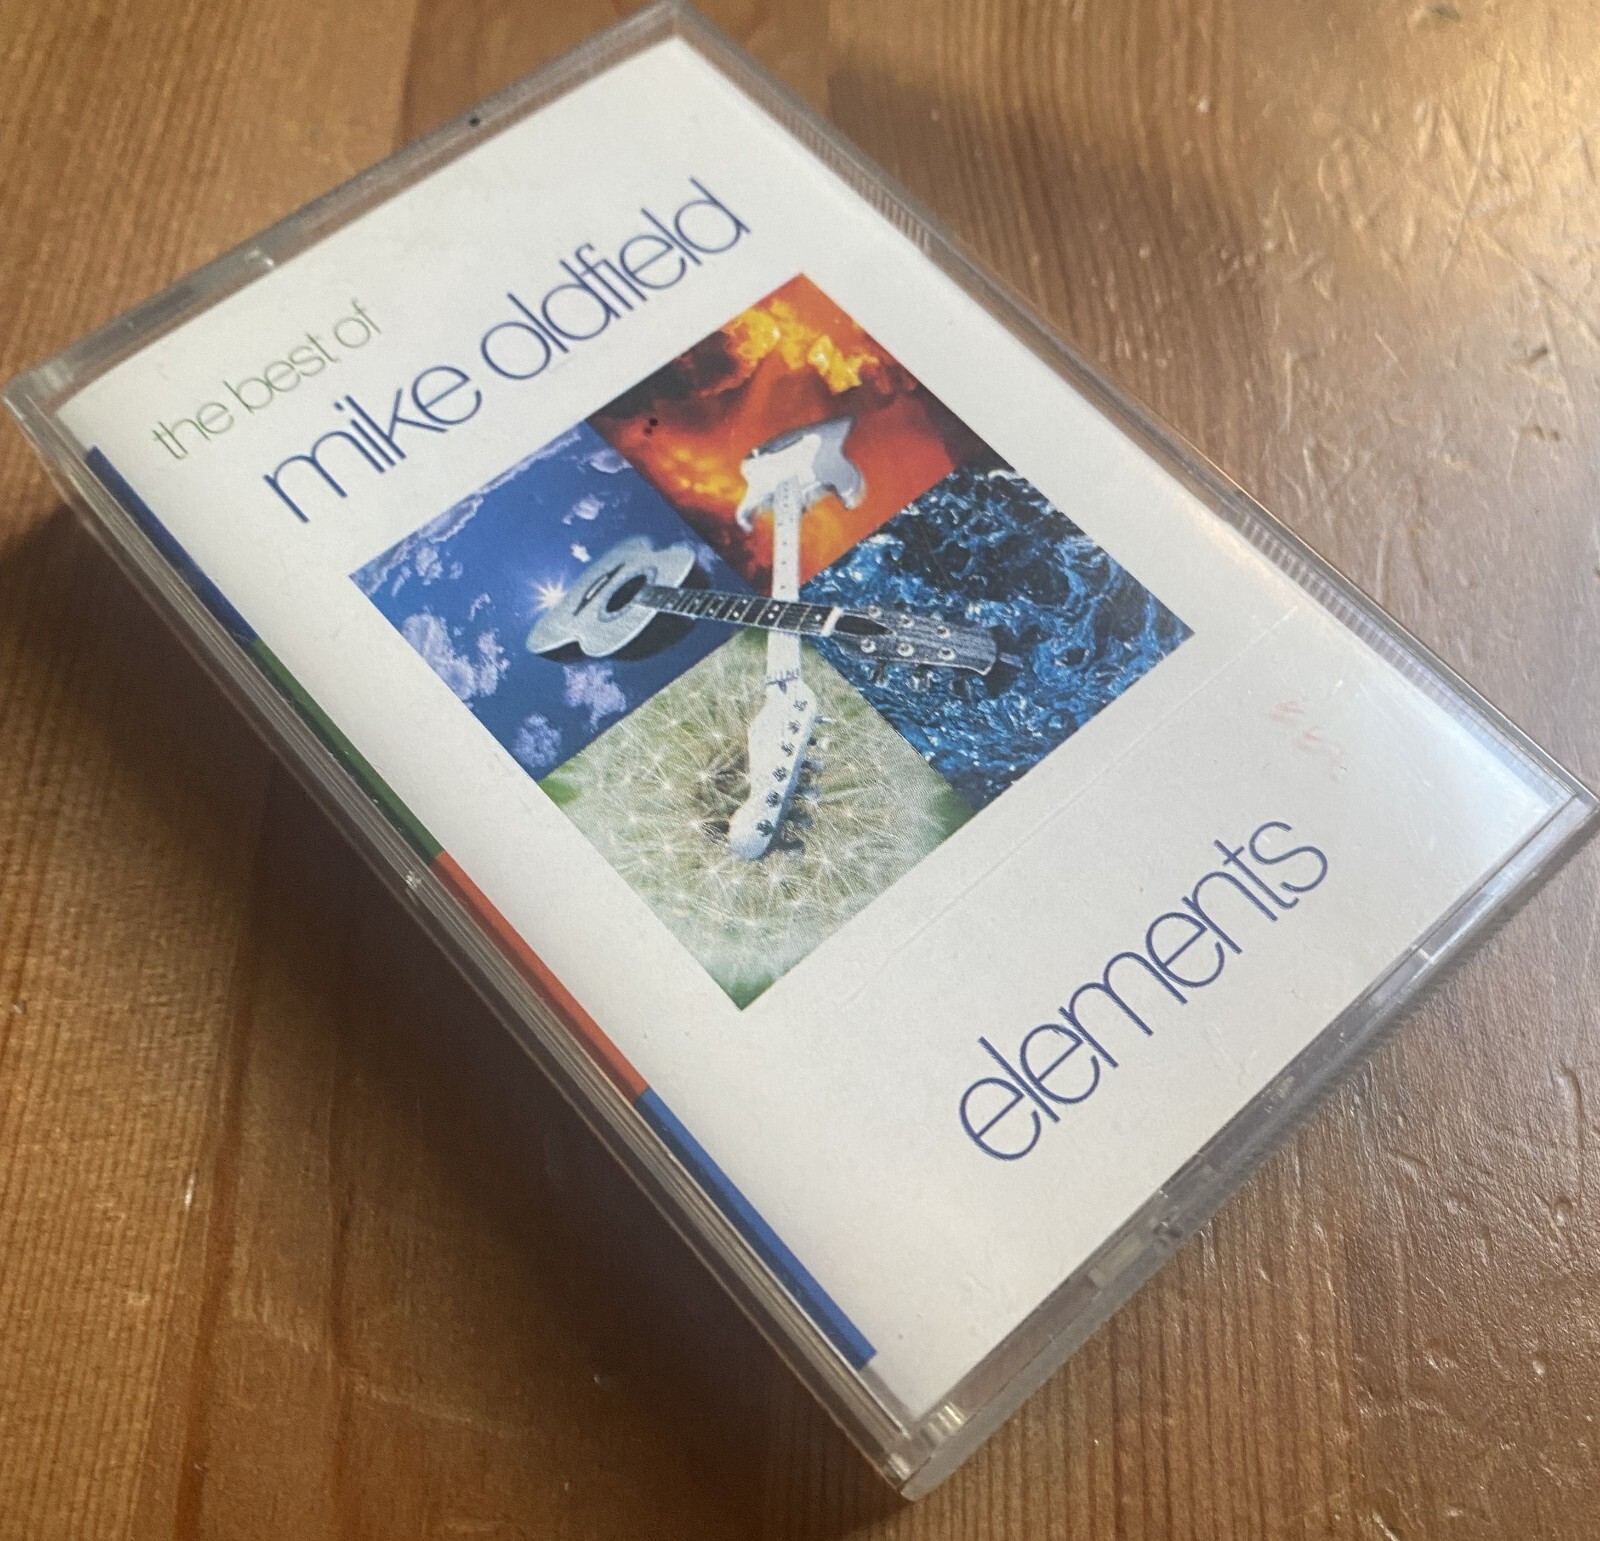 the best of
mike oldfield
elements